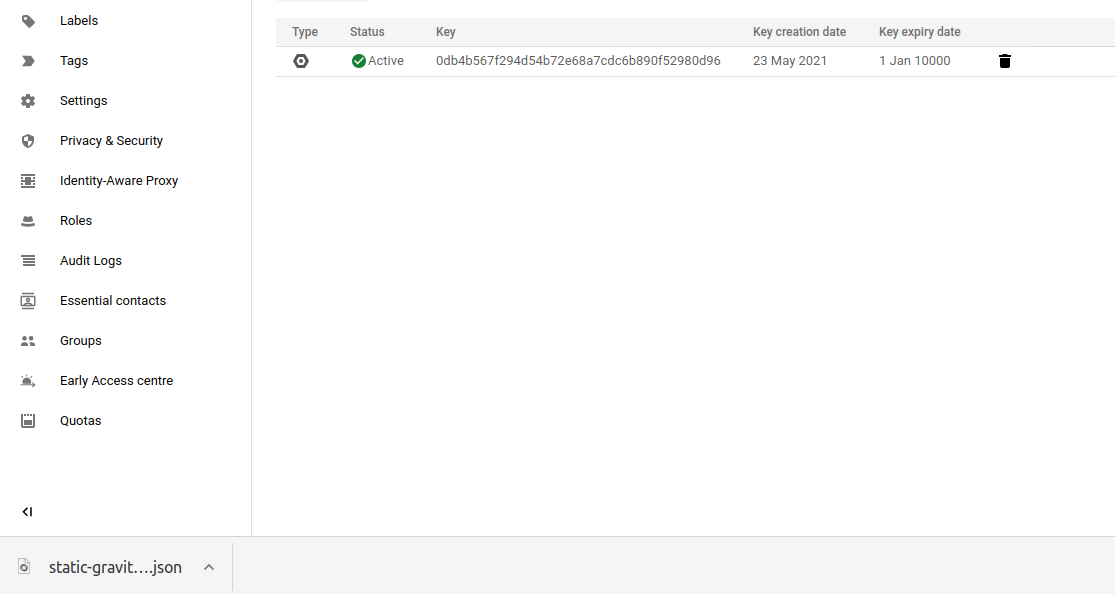 Labels
Tags
Settings
Privacy & Security
Identity-Aware Proxy
Roles
Audit Logs
Essential contacts
Groups
Early Access centre
Quotas
Type Status Key Key creation date Key expiry date
Active 0db4b567f294d54b72e68a7cdc6b890f52980d96 23 May 2021 1 Jan 10000
static-gravit....json